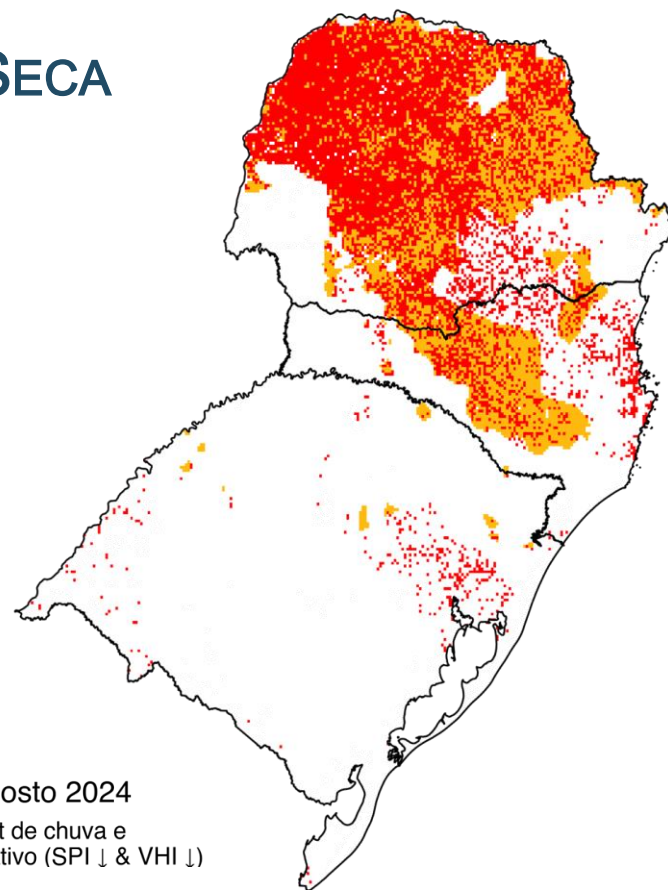 SECA
osto 2024
t de chuva e
tivo (SPI ↓ & VHI ↓)